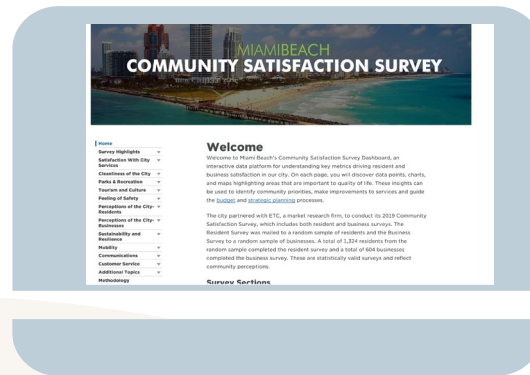 MIAMIBEACH
COMMUNITY SATISFACTION SURVEY
Home
Survey Highlights
Satisfaction With City
Services
Cleanliness of the City
Parks & Recreation
Tourism and Culture
Feeling of Safety
Perceptions of the City-
Residents
Perceptions of the City-
Businesses
Sustainability and
Resilience
Mobility
Communications
Customer Service
Additional Topics
Methodology
Welcome
Welcome to Miami Beach's Community Satisfaction Survey Dashboard, an
interactive data platform for understanding key metrics driving resident and
business satisfaction in our city. On each page, you will discover data points, charts,
and maps highlighting areas that are important to quality of life. These insights can
be used to identify community priorities, make improvements to services and guide
the budget and strategic planning processes.
The city partnered with ETC, a market research firm, to conduct its 2019 Community
Satisfaction Survey, which includes both resident and business surveys. The
Resident Survey was mailed to a random sample of residents and the Business
Survey to a random sample of businesses. A total of 1,324 residents from the
random sample completed the resident survey and a total of 604 businesses
completed the business survey. These are statistically valid surveys and reflect
community perceptions.
Survey Sections